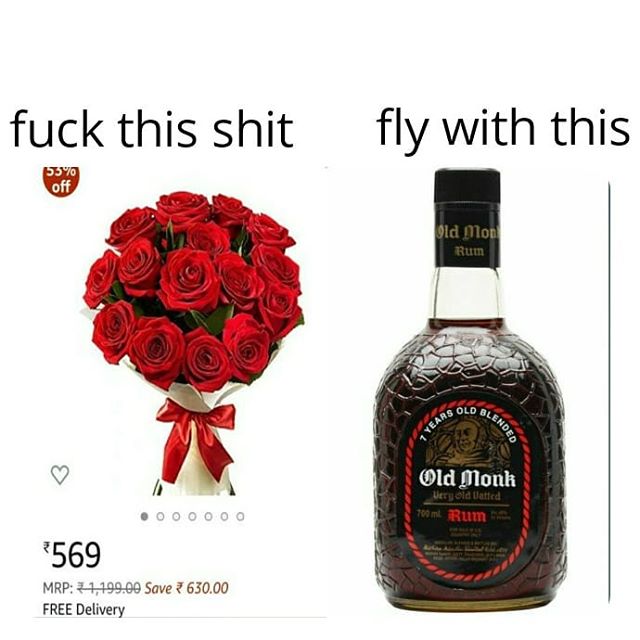 fuck this shit
fly with this
53%
off
₹569
MRP: ₹ 1,199.00 Save ₹ 630.00
FREE Delivery
Old Monk
Rum
7 YEARS OLD BLENDED
Old Monk
Very Old Vatted
700 ml. Rum